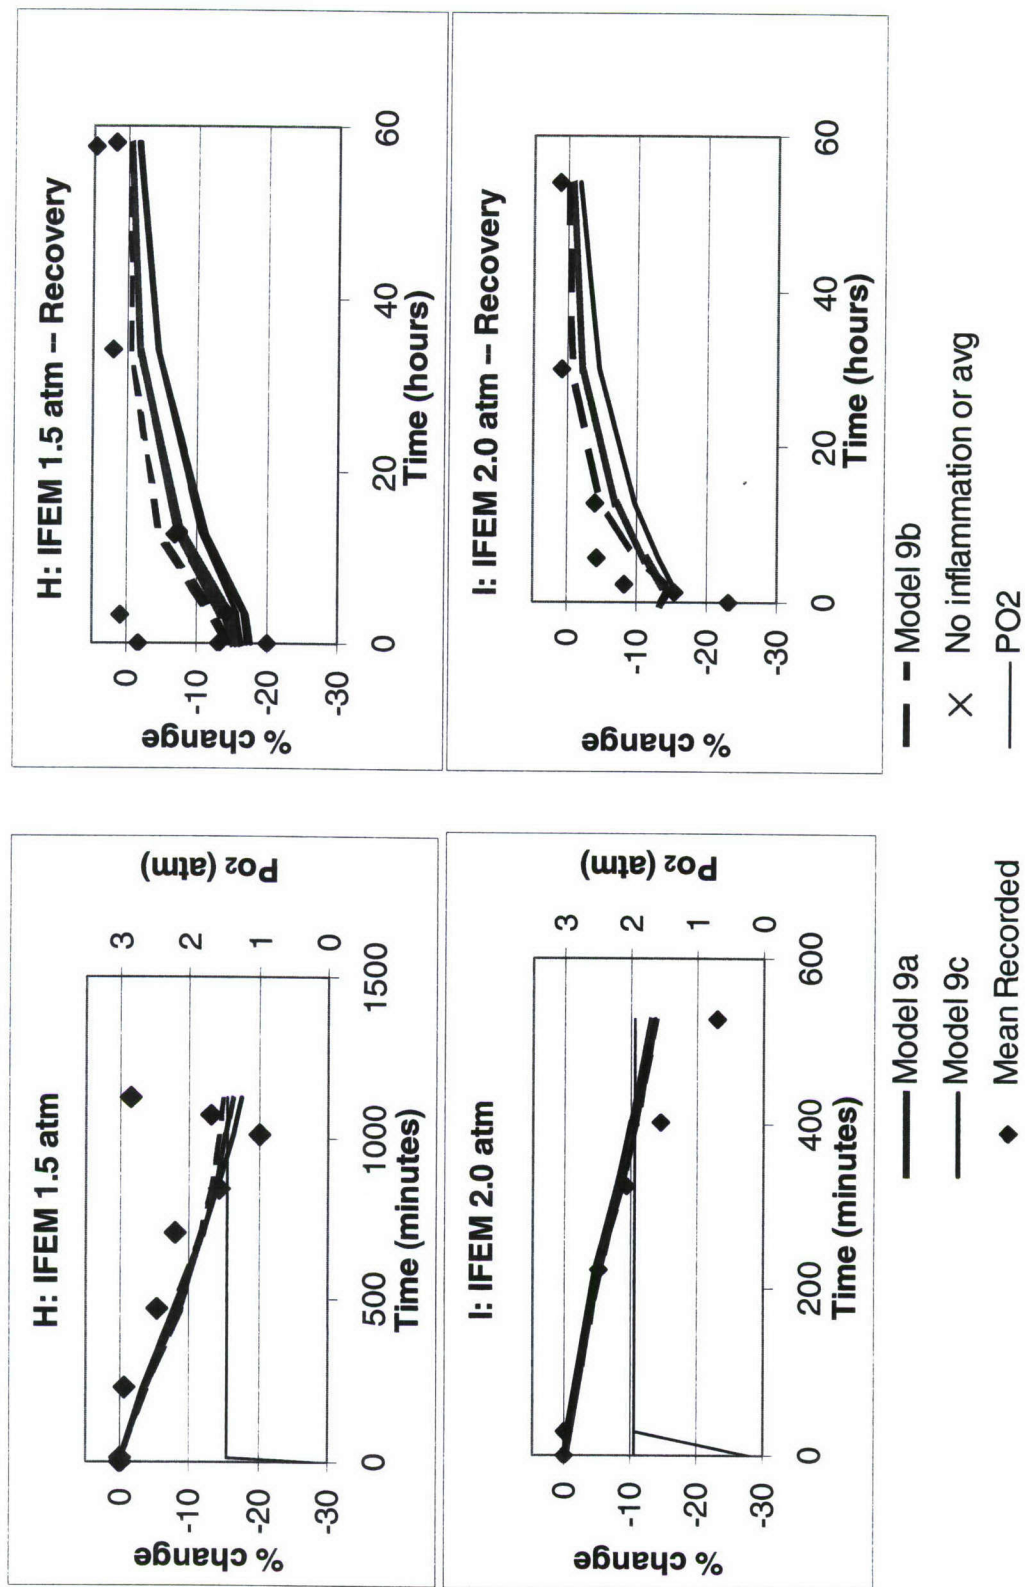 H: IFEM 1.5 atm
% change
0
-10
-20
-30
0
500
1000
1500
Time (minutes)
3
2
1
0
Po2 (atm)
H: IFEM 1.5 atm -- Recovery
% change
0
-10
-20
-30
0
20
40
60
Time (hours)
I: IFEM 2.0 atm
% change
0
-10
-20
-30
0
200
400
600
Time (minutes)
3
2
1
0
Po2 (atm)
I: IFEM 2.0 atm -- Recovery
% change
0
-10
-20
-30
0
20
40
60
Time (hours)
Model 9a
Model 9b
Model 9c
No inflammation or avg
Mean Recorded
PO2